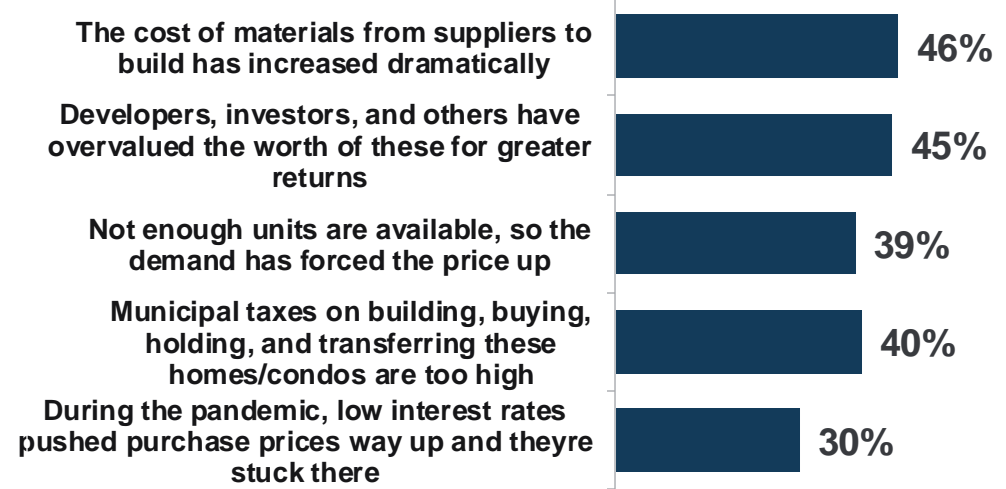 The cost of materials from suppliers to
build has increased dramatically
46%
Developers, investors, and others have
overvalued the worth of these for greater
returns
45%
Not enough units are available, so the
demand has forced the price up
39%
Municipal taxes on building, buying,
holding, and transferring these
homes/condos are too high
40%
During the pandemic, low interest rates
pushed purchase prices way up and theyre
stuck there
30%